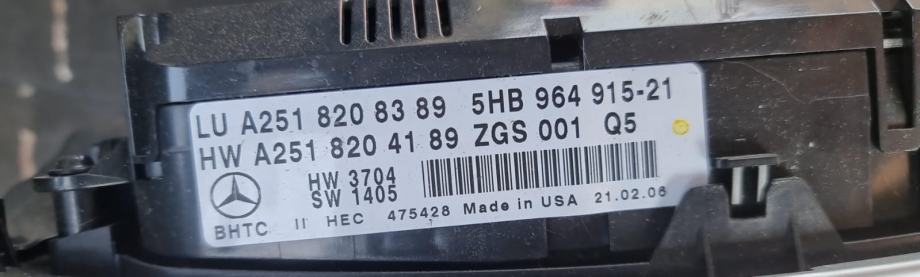 LU A251 820 83 89 5HB 964 915-21
HW A251 820 41 89 ZGS 001 Q5
HW 3704
SW 1405
BHTC II HEC 475428 Made in USA 21.02.06